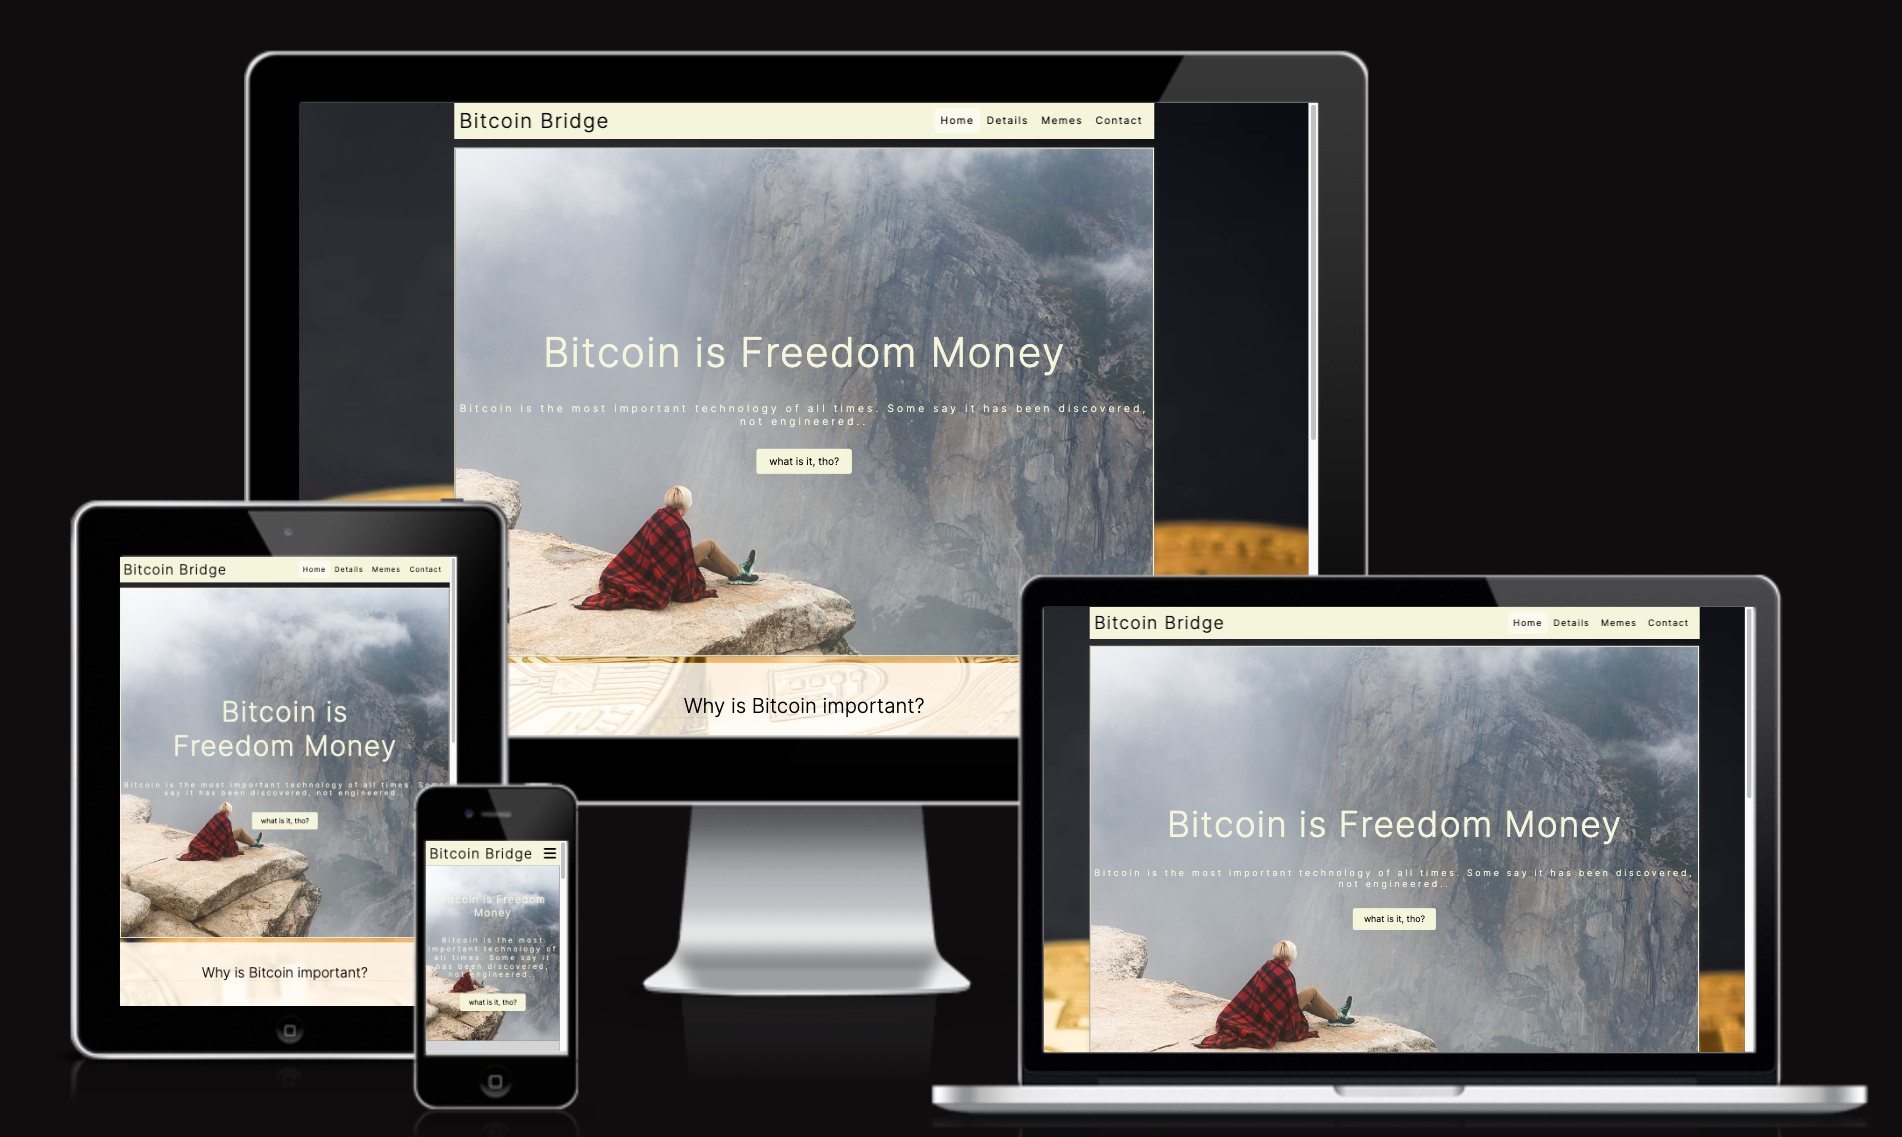 Bitcoin Bridge
Home Details Memes Contact
Bitcoin is Freedom Money
Bitcoin is the most important technology of all times. Some say it has been discovered,
not engineered..
what is it, tho?
Why is Bitcoin important?
Bitcoin Bridge
Home Details Memes Contact
Bitcoin is
Freedom Money
Bitcoin is the most important technology of all times. Some
say it has been discovered, not engineered..
what is it, tho?
Why is Bitcoin important?
Bitcoin Bridge
Bitcoin is Freedom
Money
Bitcoin is the most
important technology of
all times. Some say it
has been discovered,
not engineered..
what is it, tho?
Bitcoin Bridge
Home Details Memes Contact
Bitcoin is Freedom Money
Bitcoin is the most important technology of all times. Some say it has been discovered,
not engineered..
what is it, tho?